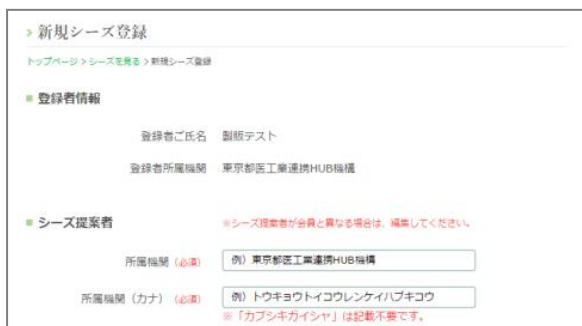 > 新規シーズ登録
トップページ > シーズを見る > 新規シーズ登録
登録者情報
登録者ご氏名 製販テスト
登録者所属機関 東京都医工業連携HUB機構
シーズ提案者 ※シーズ提案者が会員と異なる場合は、編集してください。
所属機関（必須） 例）東京都医工業連携HUB機構
所属機関（カナ）（必須） 例）トウキョウトイコウレンケイハブキコウ
※「カブシキガイシャ」は記載不要です。